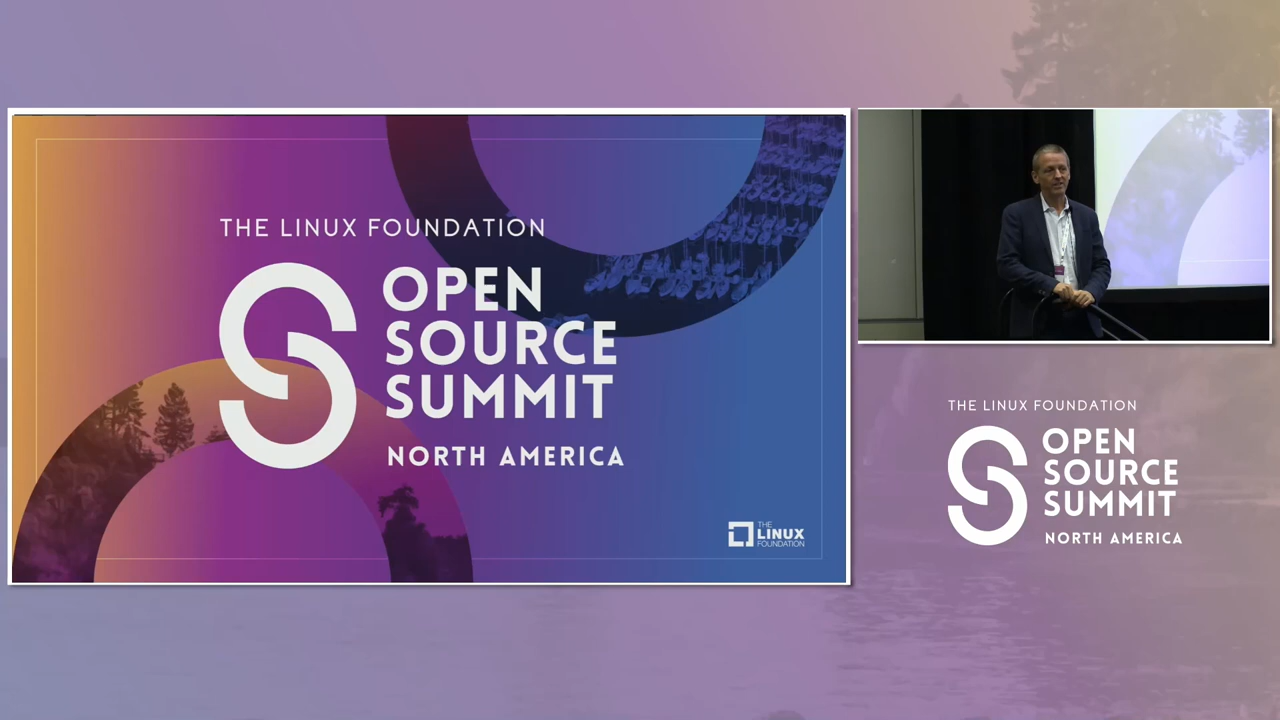 THE LINUX FOUNDATION
OPEN
SOURCE
SUMMIT
NORTH AMERICA
THE
LINUX
FOUNDATION
THE LINUX FOUNDATION
OPEN
SOURCE
SUMMIT
NORTH AMERICA